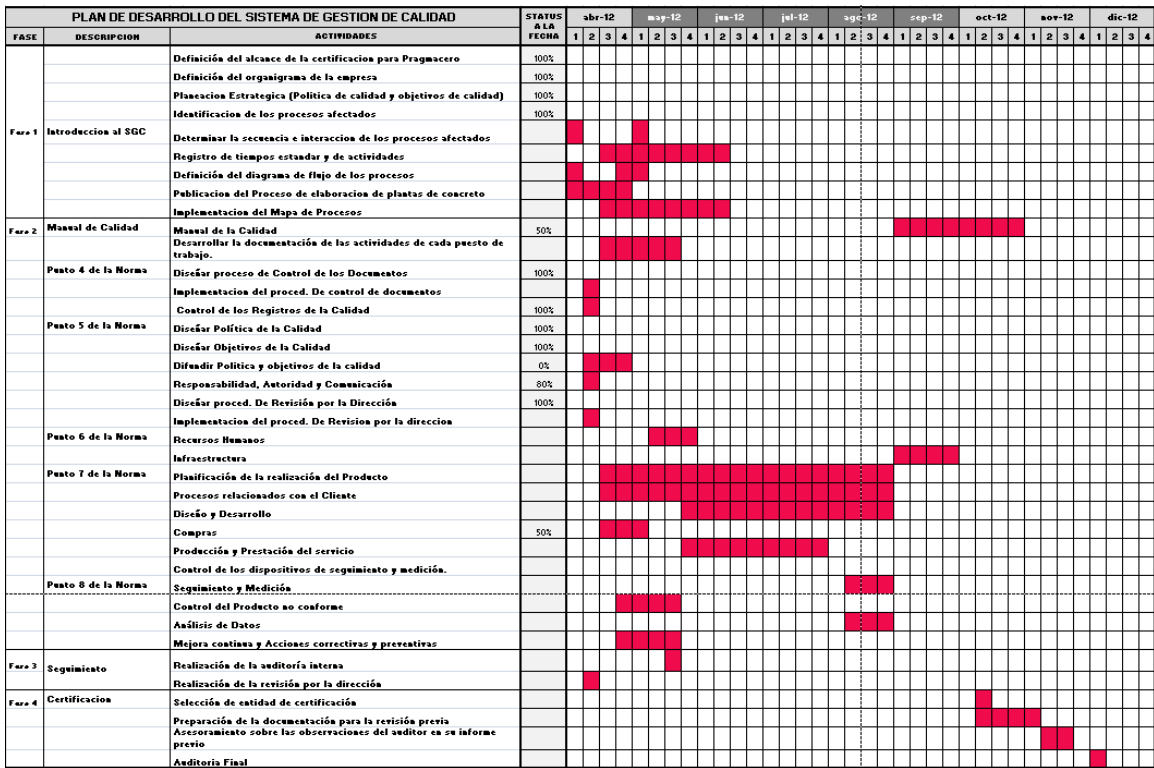 PLAN DE DESARROLLO DEL SISTEMA DE GESTION DE CALIDAD STATUS A LA FECHA abr-12 may-12 jun-12 jul-12 ago-12 sep-12 oct-12 nov-12 dic-12
FASE DESCRIPCION ACTIVIDADES 1 2 3 4 1 2 3 4 1 2 3 4 1 2 3 4 1 2 3 4 1 2 3 4 1 2 3 4 1 2 3 4 1 2 3 4
Definición del alcance de la certificacion para Pragmacero 100%
Definición del organigrama de la empresa 100%
Planeacion Estrategica (Politica de calidad y objetivos de calidad) 100%
Identificacion de los procesos afectados 100%
Fase 1 Introduccion al SGC Determinar la secuencia e interaccion de los procesos afectados
Registro de tiempos estandar y de actividades
Definición del diagrama de flujo de los procesos
Publicacion del Proceso de elaboracion de plantas de concreto
Implementacion del Mapa de Procesos
Fase 2 Manual de Calidad Manual de la Calidad 50%
Desarrollar la documentación de las actividades de cada puesto de
trabajo.
Punto 4 de la Norma Diseñar proceso de Control de los Documentos 100%
Implementacion del proced. De control de documentos
Control de los Registros de la Calidad 100%
Punto 5 de la Norma Diseñar Política de la Calidad 100%
Diseñar Objetivos de la Calidad 100%
Difundir Politica y objetivos de la calidad 0%
Responsabilidad, Autoridad y Comunicación 80%
Diseñar proced. De Revisión por la Dirección 100%
Implementacion del proced. De Revision por la direccion
Punto 6 de la Norma Recursos Humanos
Infraestructura
Punto 7 de la Norma Planificación de la realización del Producto
Procesos relacionados con el Cliente
Diseño y Desarrollo
Compras 50%
Producción y Prestación del servicio
Control de los dispositivos de seguimiento y medición.
Punto 8 de la Norma Seguimiento y Medición
Control del Producto no conforme
Análisis de Datos
Mejora continua y Acciones correctivas y preventivas
Fase 3 Seguimiento Realización de la auditoría interna
Realización de la revisión por la dirección
Fase 4 Certificacion Selección de entidad de certificación
Preparación de la documentación para la revisión previa
Asesoramiento sobre las observaciones del auditor en su informe
previo
Auditoria Final